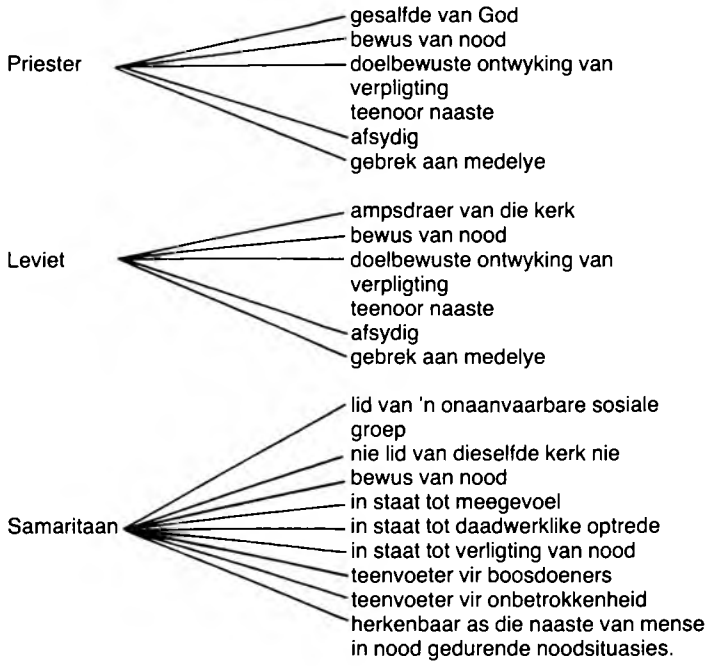 gesalfde van God
bewus van nood
Priester
doelbewuste ontwyking van
verpligting
teenoor naaste
afsydig
gebrek aan medelye
ampsdraer van die kerk
bewus van nood
Leviet
doelbewuste ontwyking van
verpligting
teenoor naaste
afsydig
gebrek aan medelye
lid van 'n onaanvaarbare sosiale
groep
nie lid van dieselfde kerk nie
bewus van nood
in staat tot meegevoel
Samaritaan
in staat tot daadwerklike optrede
in staat tot verligting van nood
teenvoeter vir boosdoeners
teenvoeter vir onbetrokkenheid
herkenbaar as die naaste van mense
in nood gedurende noodsituasies.